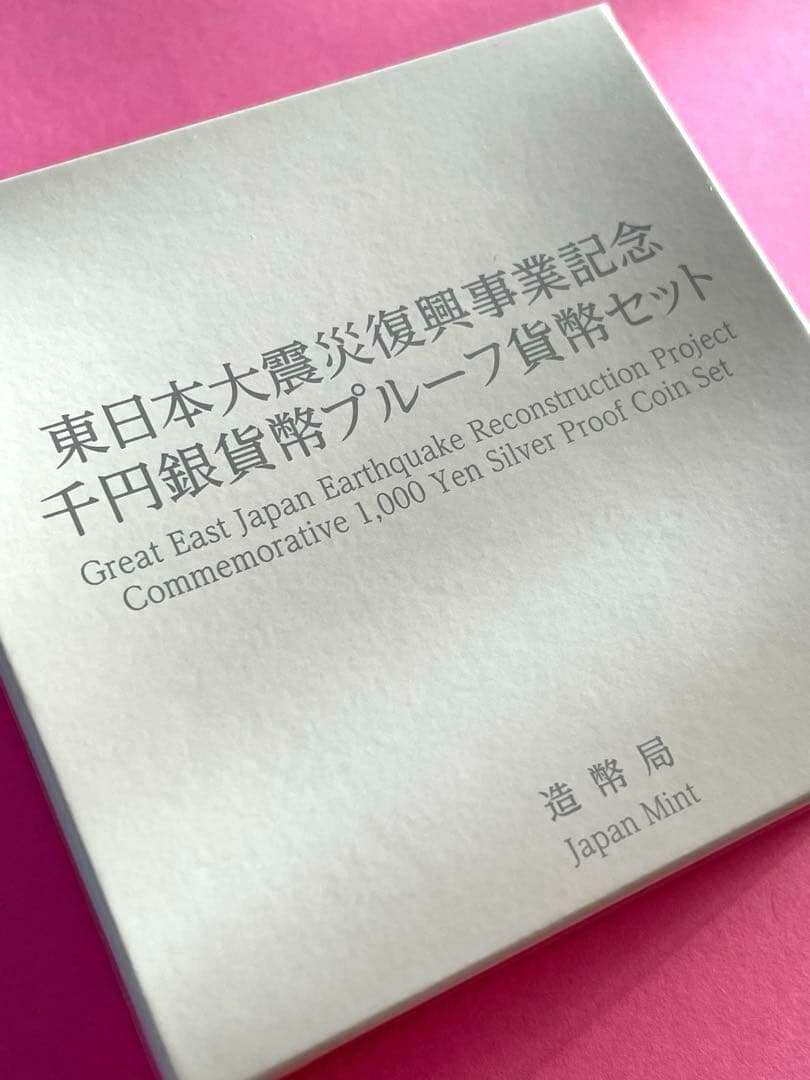 東日本大震災復興事業記念
千円銀貨幣プルーフ貨幣セット
Great East Japan Earthquake Reconstruction Project
Commemorative 1,000 Yen Silver Proof Coin Set
造幣局
Japan Mint